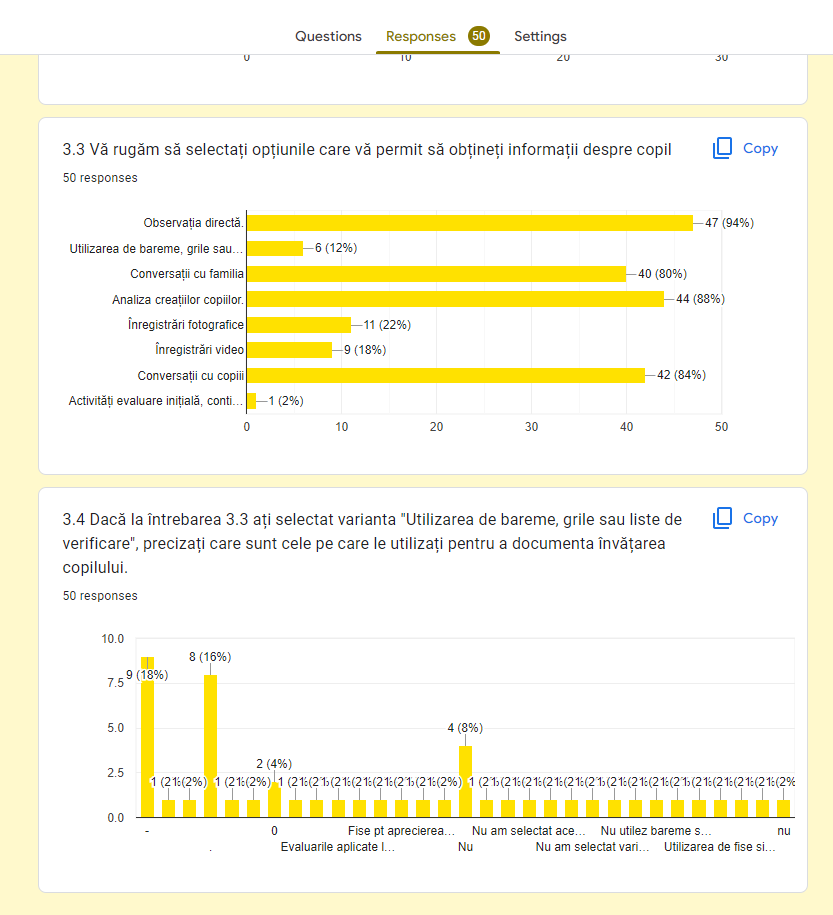 Questions Responses 50 Settings
0 10 20 30
3.3 Vă rugăm să selectați opțiunile care vă permit să obțineți informații despre copil
Copy
50 responses
Observația directă. 47 (94%)
Utilizarea de bareme, grile sau… 6 (12%)
Conversații cu familia 40 (80%)
Analiza creațiilor copiilor. 44 (88%)
Înregistrări fotografice 11 (22%)
Înregistrări video 9 (18%)
Conversații cu copiii 42 (84%)
Activități evaluare inițială, conti… 1 (2%)
0 10 20 30 40 50
3.4 Dacă la întrebarea 3.3 ați selectat varianta "Utilizarea de bareme, grile sau liste de
verificare", precizați care sunt cele pe care le utilizați pentru a documenta învățarea
copilului.
Copy
50 responses
10.0
8 (16%)
9 (18%)
7.5
5.0
4 (8%)
2 (4%)
2.5
0.0
- 0 Fise pt aprecierea… Nu am selectat ace… Nu utilez bareme s… nu
. Evaluarile aplicate l… Nu Nu am selectat vari… Utilizarea de fise si…